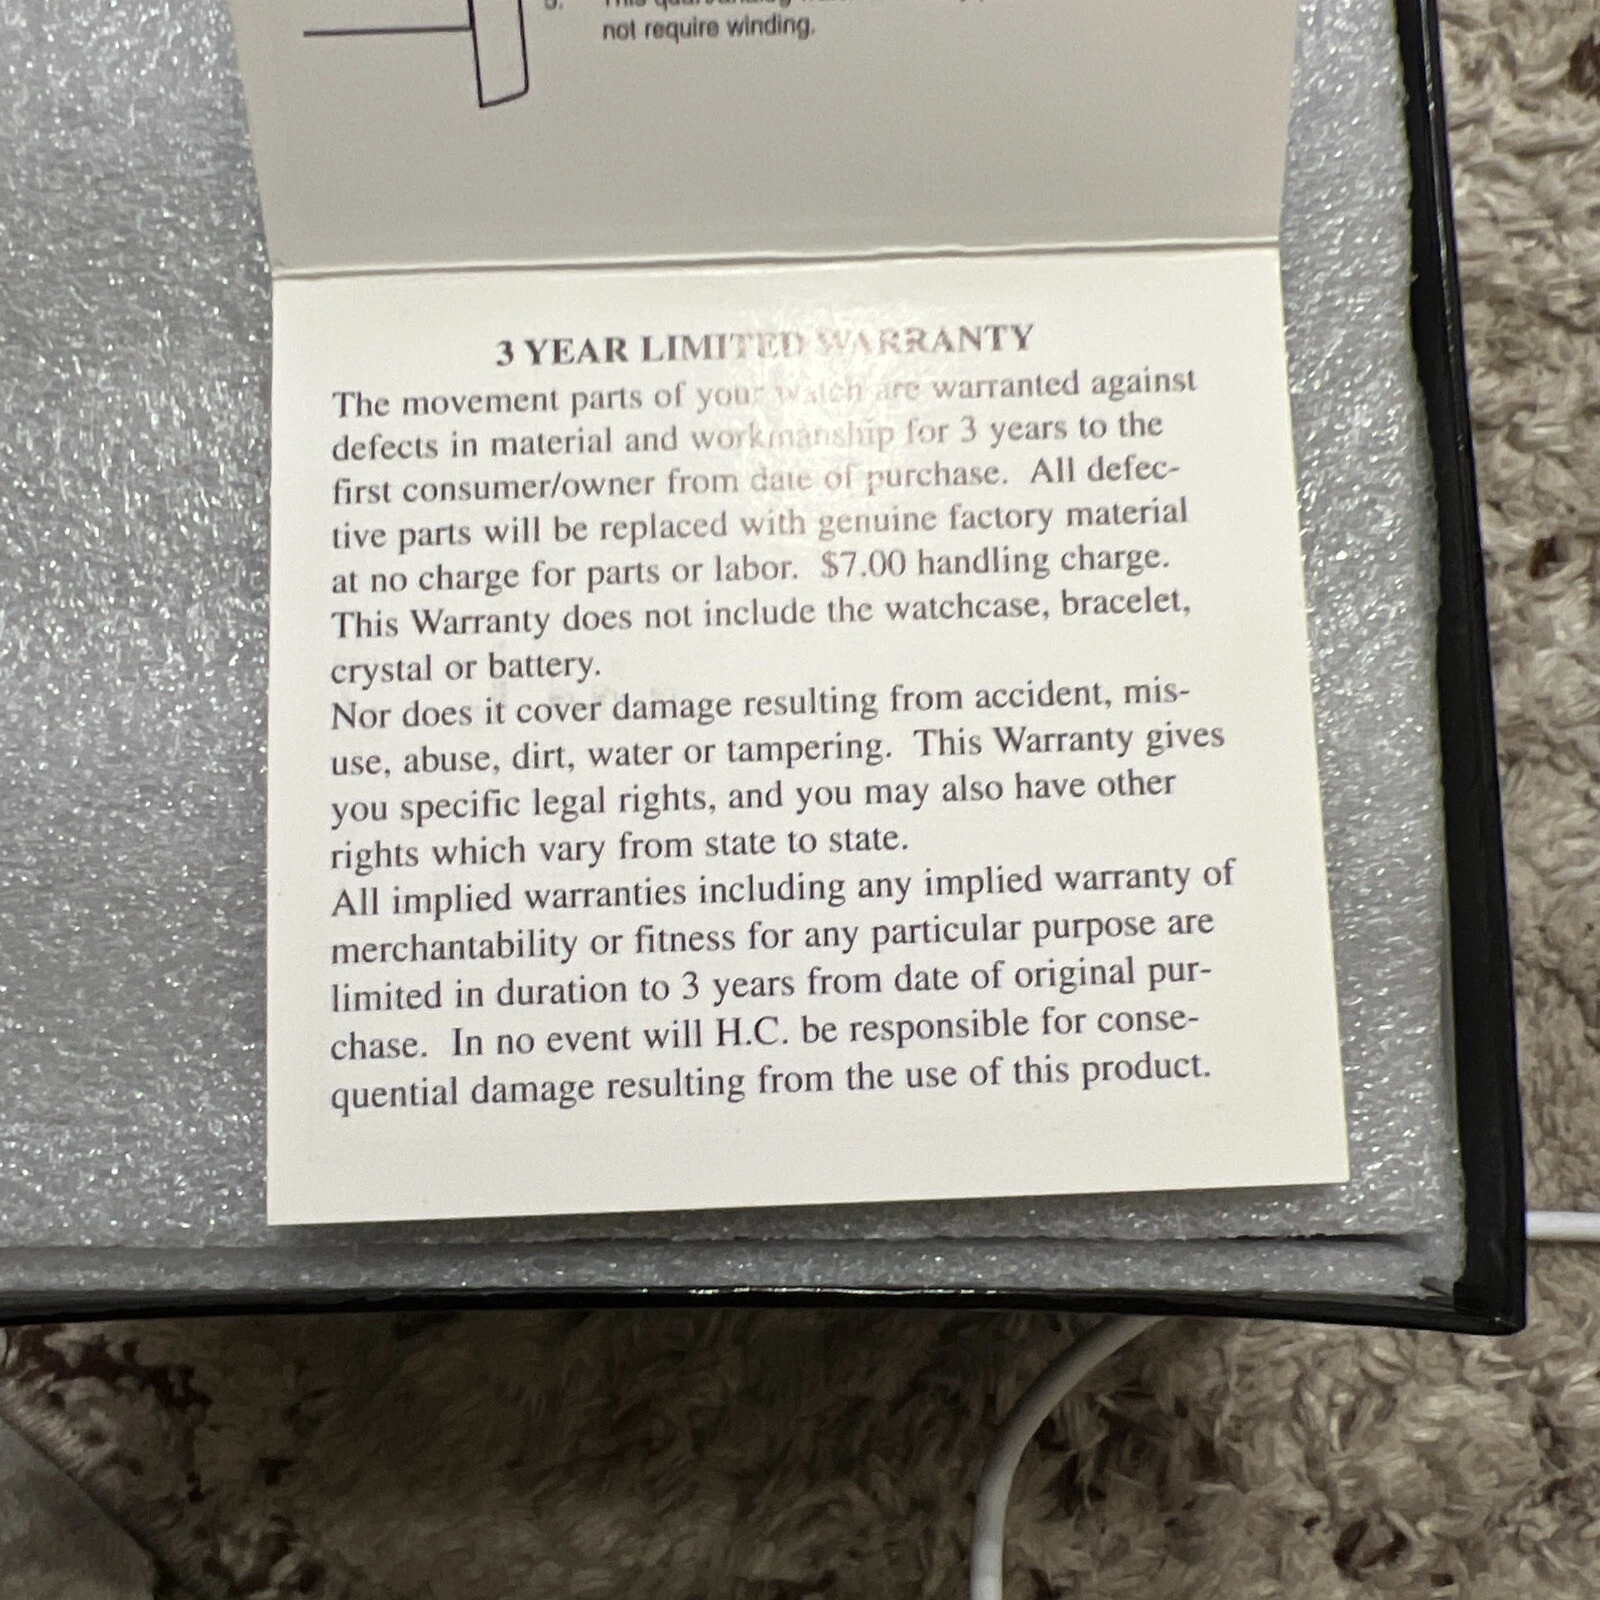 not require winding.
3 YEAR LIMITED WARRANTY
The movement parts of your watch are warranted against
defects in material and workmanship for 3 years to the
first consumer/owner from date of purchase. All defec-
tive parts will be replaced with genuine factory material
at no charge for parts or labor. $7.00 handling charge.
This Warranty does not include the watchcase, bracelet,
crystal or battery.
Nor does it cover damage resulting from accident, mis-
use, abuse, dirt, water or tampering. This Warranty gives
you specific legal rights, and you may also have other
rights which vary from state to state.
All implied warranties including any implied warranty of
merchantability or fitness for any particular purpose are
limited in duration to 3 years from date of original pur-
chase. In no event will H.C. be responsible for conse-
quential damage resulting from the use of this product.